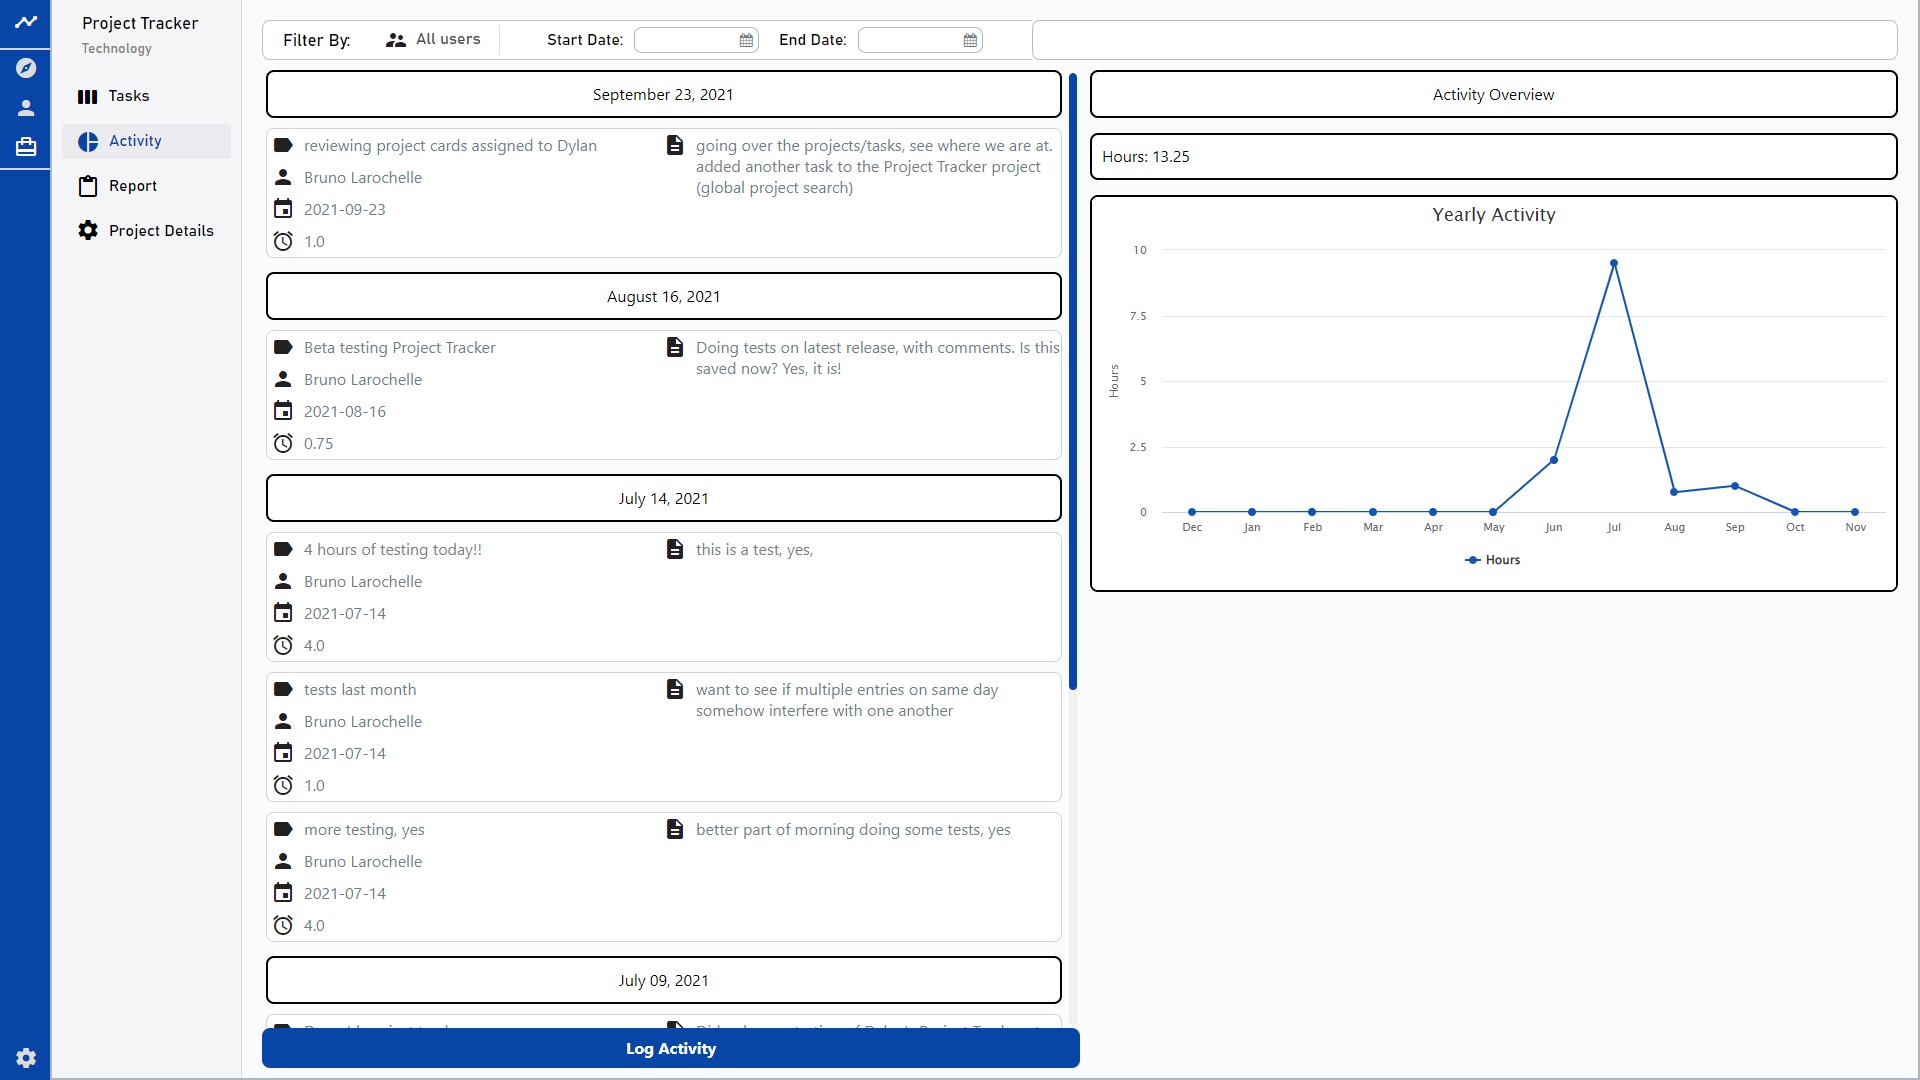 Project Tracker
Technology
Tasks
Activity
Report
Project Details
Filter By:
All users
Start Date:
End Date:
September 23, 2021
reviewing project cards assigned to Dylan
Bruno Larochelle
2021-09-23
1.0
going over the projects/tasks, see where we are at.
added another task to the Project Tracker project
(global project search)
August 16, 2021
Beta testing Project Tracker
Bruno Larochelle
2021-08-16
0.75
Doing tests on latest release, with comments. Is this
saved now? Yes, it is!
July 14, 2021
4 hours of testing today!!
Bruno Larochelle
2021-07-14
4.0
this is a test, yes,
tests last month
Bruno Larochelle
2021-07-14
1.0
want to see if multiple entries on same day
somehow interfere with one another
more testing, yes
Bruno Larochelle
2021-07-14
4.0
better part of morning doing some tests, yes
July 09, 2021
Log Activity
Activity Overview
Hours: 13.25
Yearly Activity
10
7.5
5
2.5
0
Hours
Dec Jan Feb Mar Apr May Jun Jul Aug Sep Oct Nov
Hours